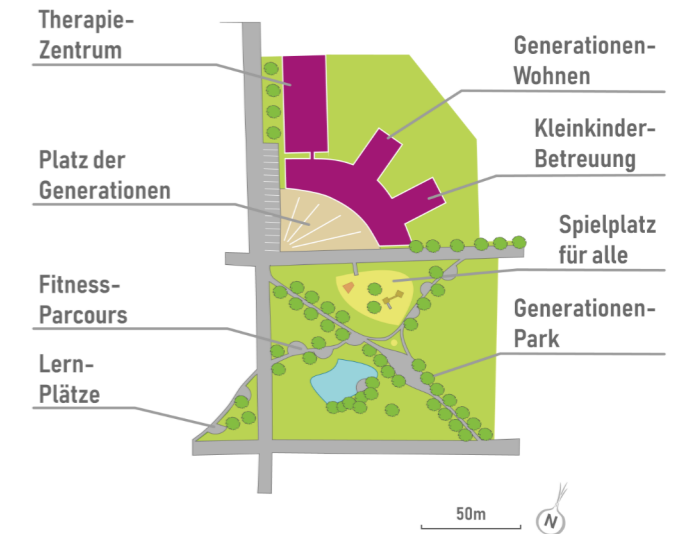 Therapie-
Zentrum
Platz der
Generationen
Fitness-
Parcours
Lern-
Plätze
Generationen-
Wohnen
Kleinkinder-
Betreuung
Spielplatz
für alle
Generationen-
Park
50m
N